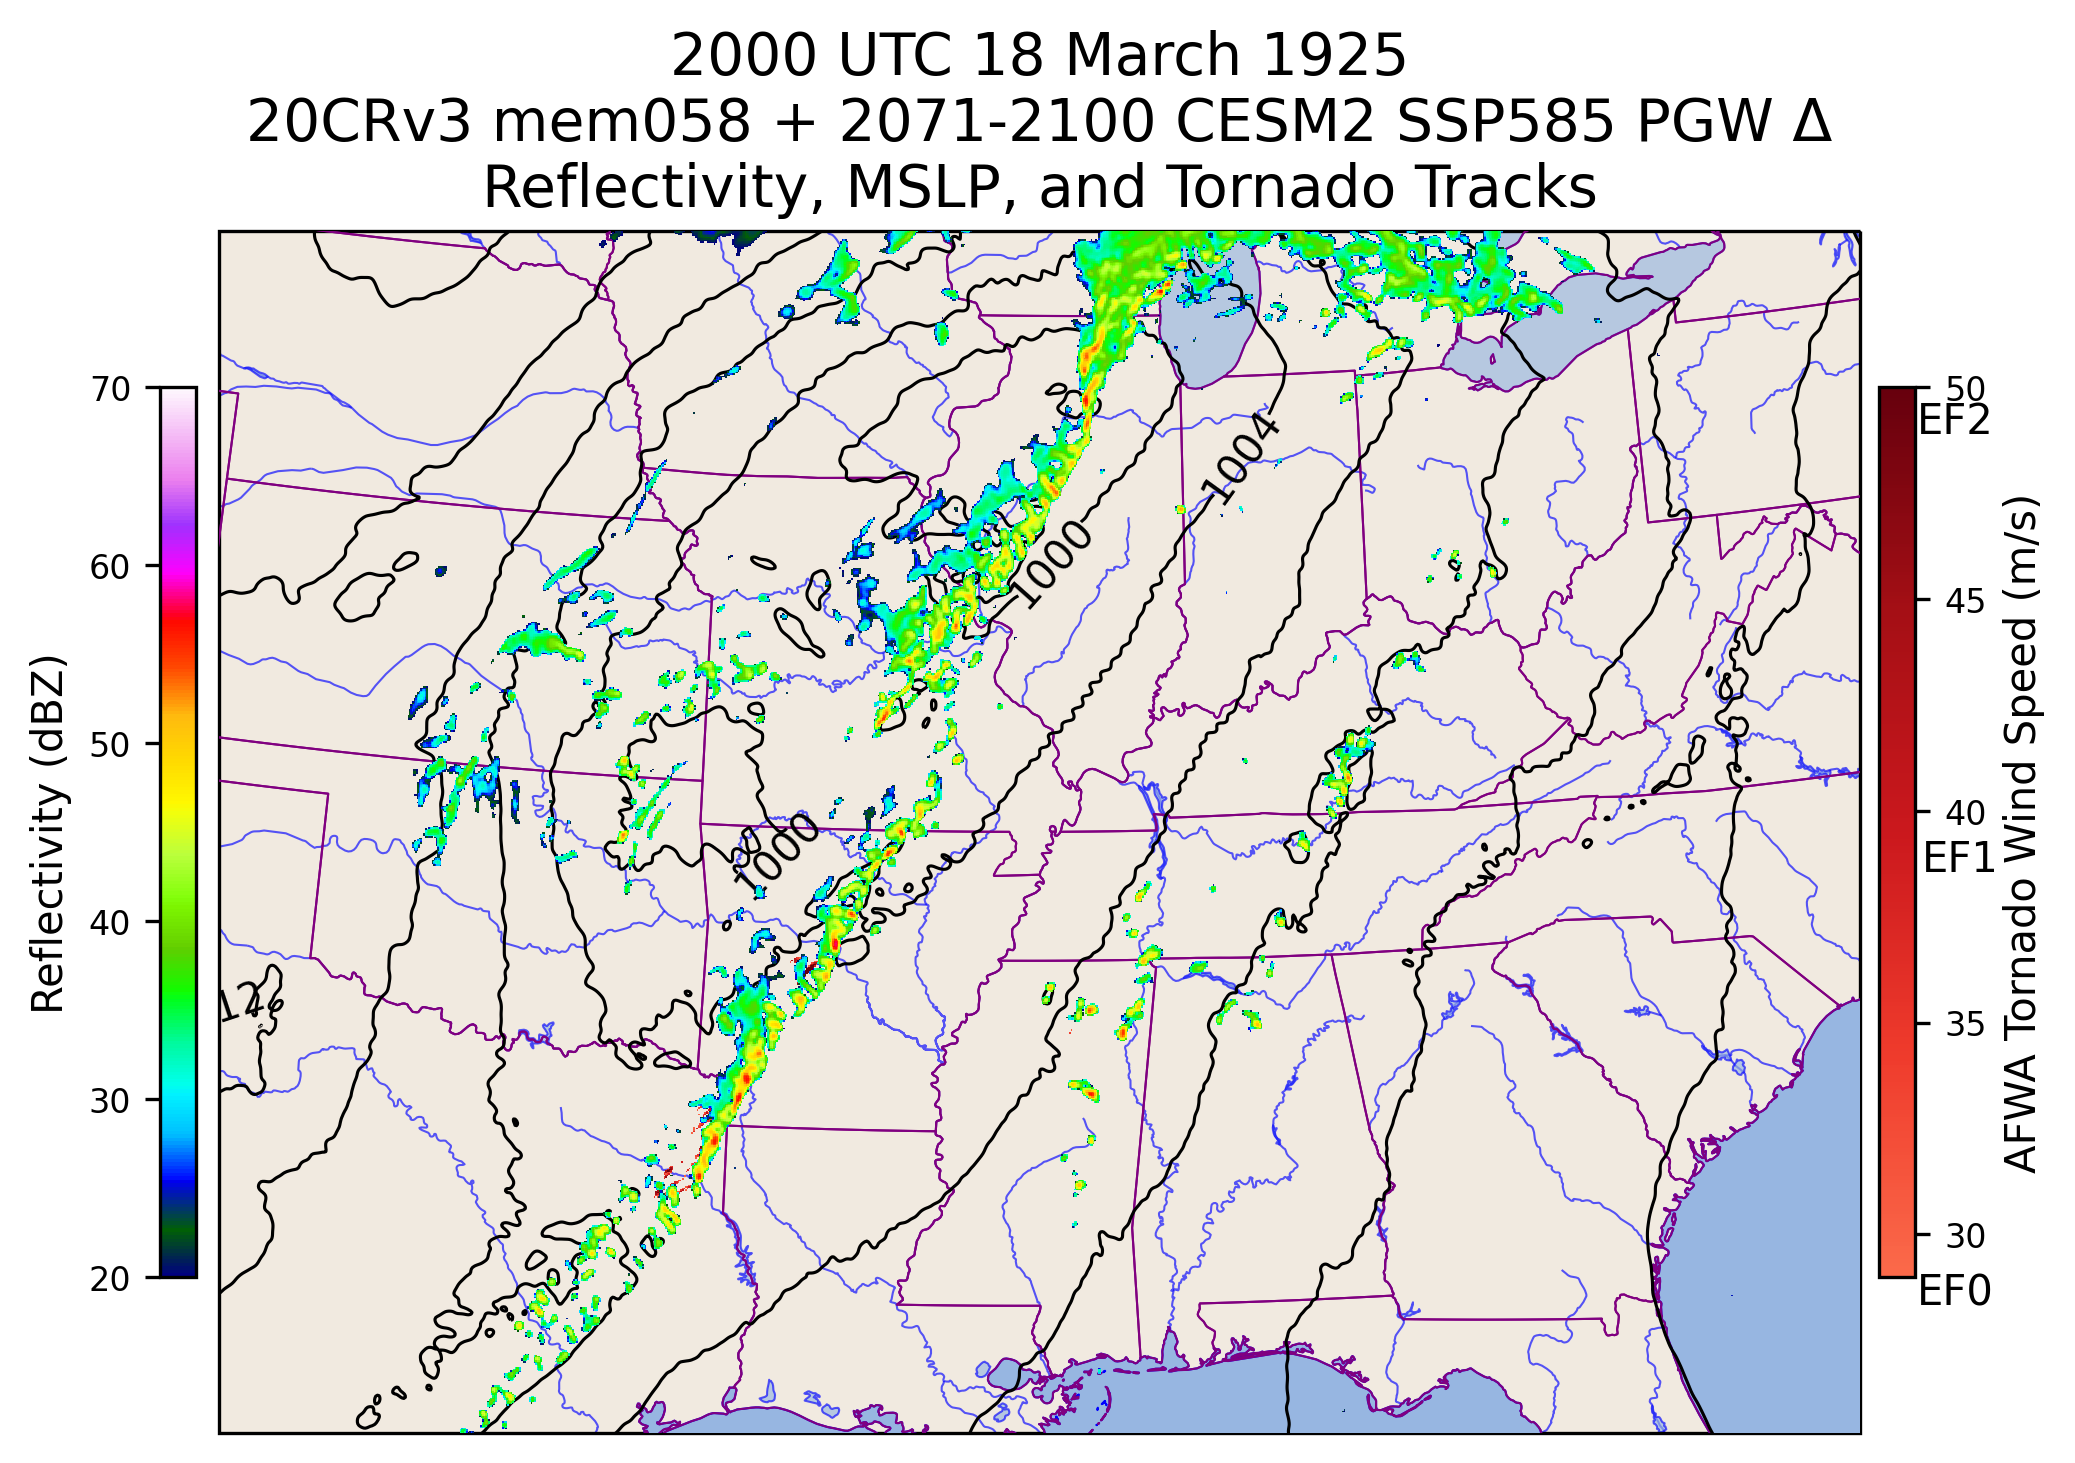 2000 UTC 18 March 1925
20CRv3 mem058 + 2071-2100 CESM2 SSP585 PGW Δ
Reflectivity, MSLP, and Tornado Tracks
70
60
50
40
30
20
Reflectivity (dBZ)
1004
1000
1000
12
50
EF2
45
40
EF1
35
30
EF0
AFWA Tornado Wind Speed (m/s)